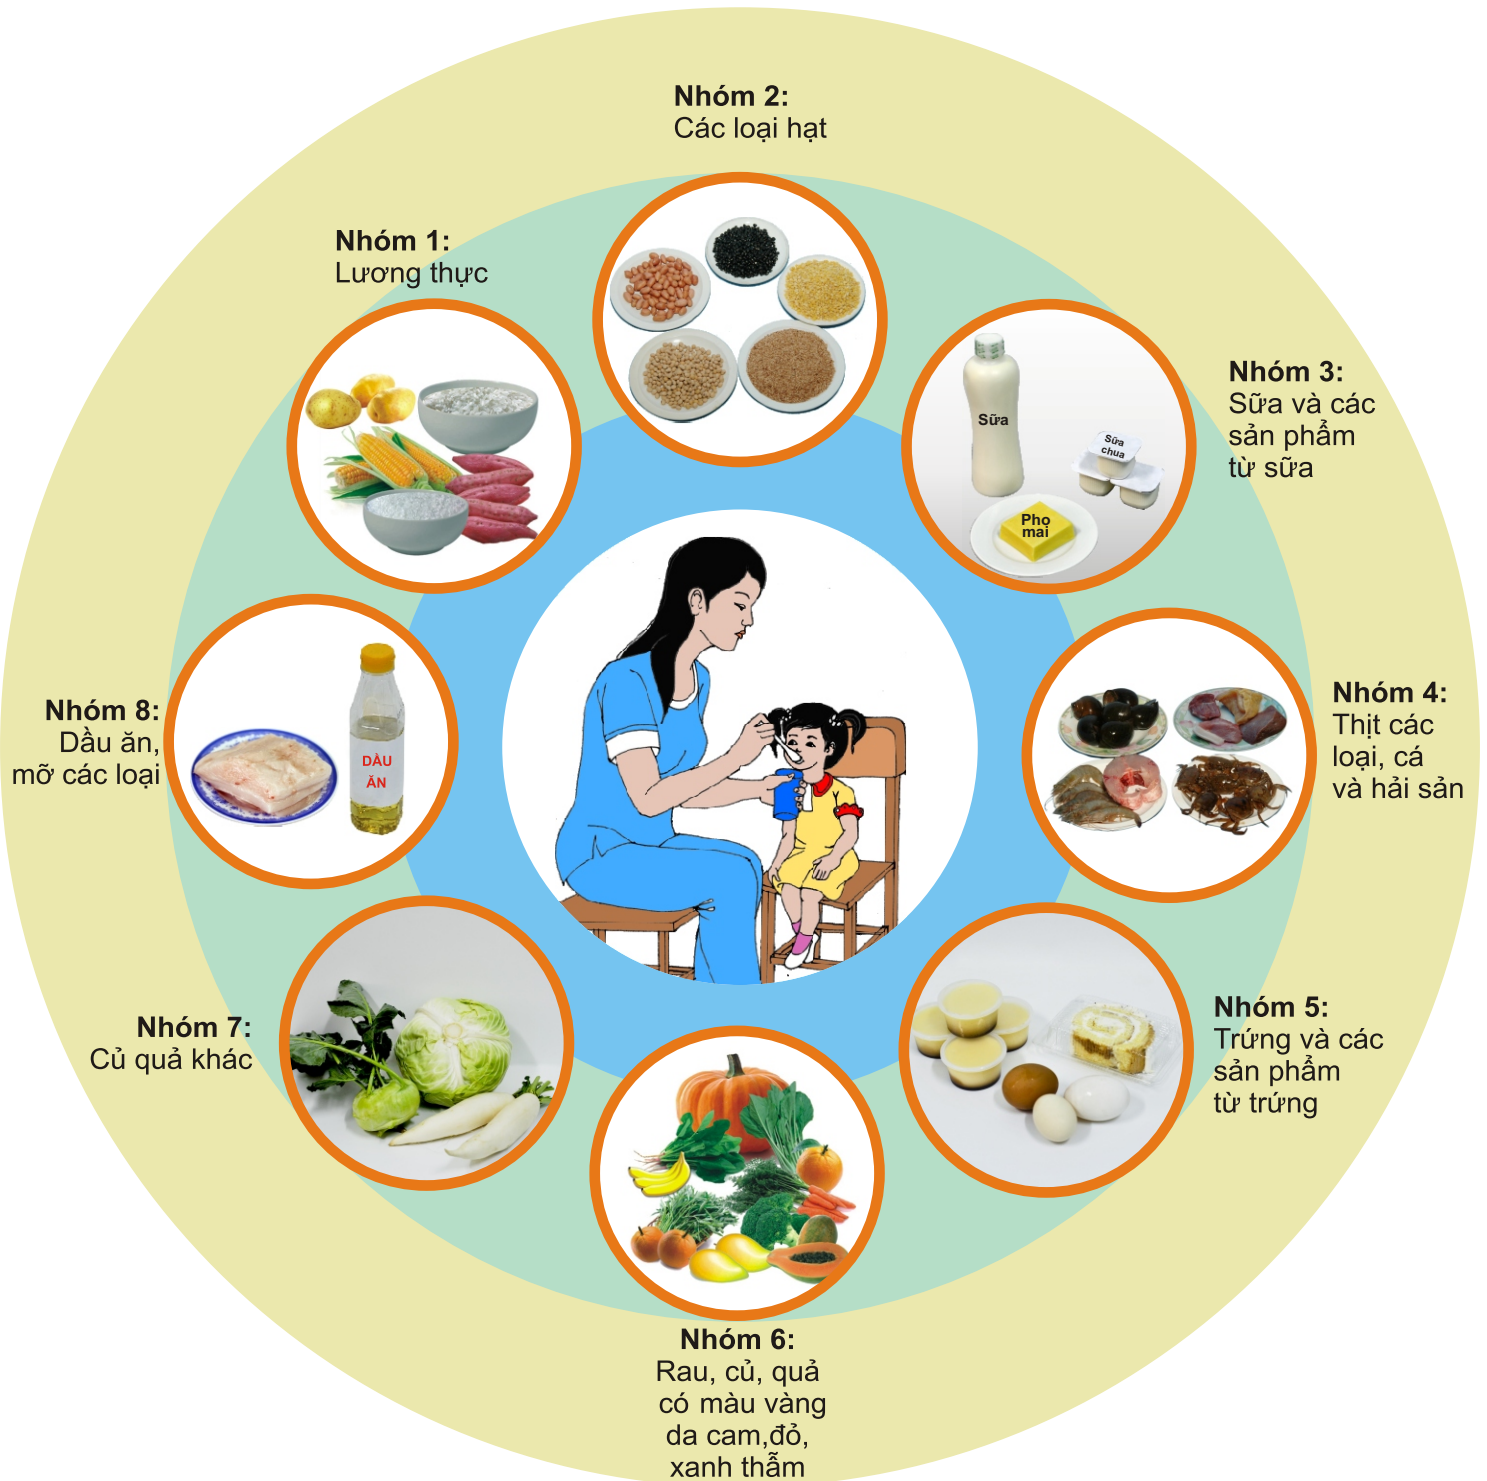 Nhóm 2:
Các loại hạt
Nhóm 1:
Lương thực
Nhóm 3:
Sữa và các
sản phẩm
từ sữa
Sữa
Sữa
chua
Pho
mai
Nhóm 4:
Thịt các
loại, cá
và hải sản
Nhóm 8:
Dầu ăn,
mỡ các loại
DẦU
ĂN
Nhóm 5:
Trứng và các
sản phẩm
từ trứng
Nhóm 7:
Củ quả khác
Nhóm 6:
Rau, củ, quả
có màu vàng
da cam,đỏ,
xanh thẫm